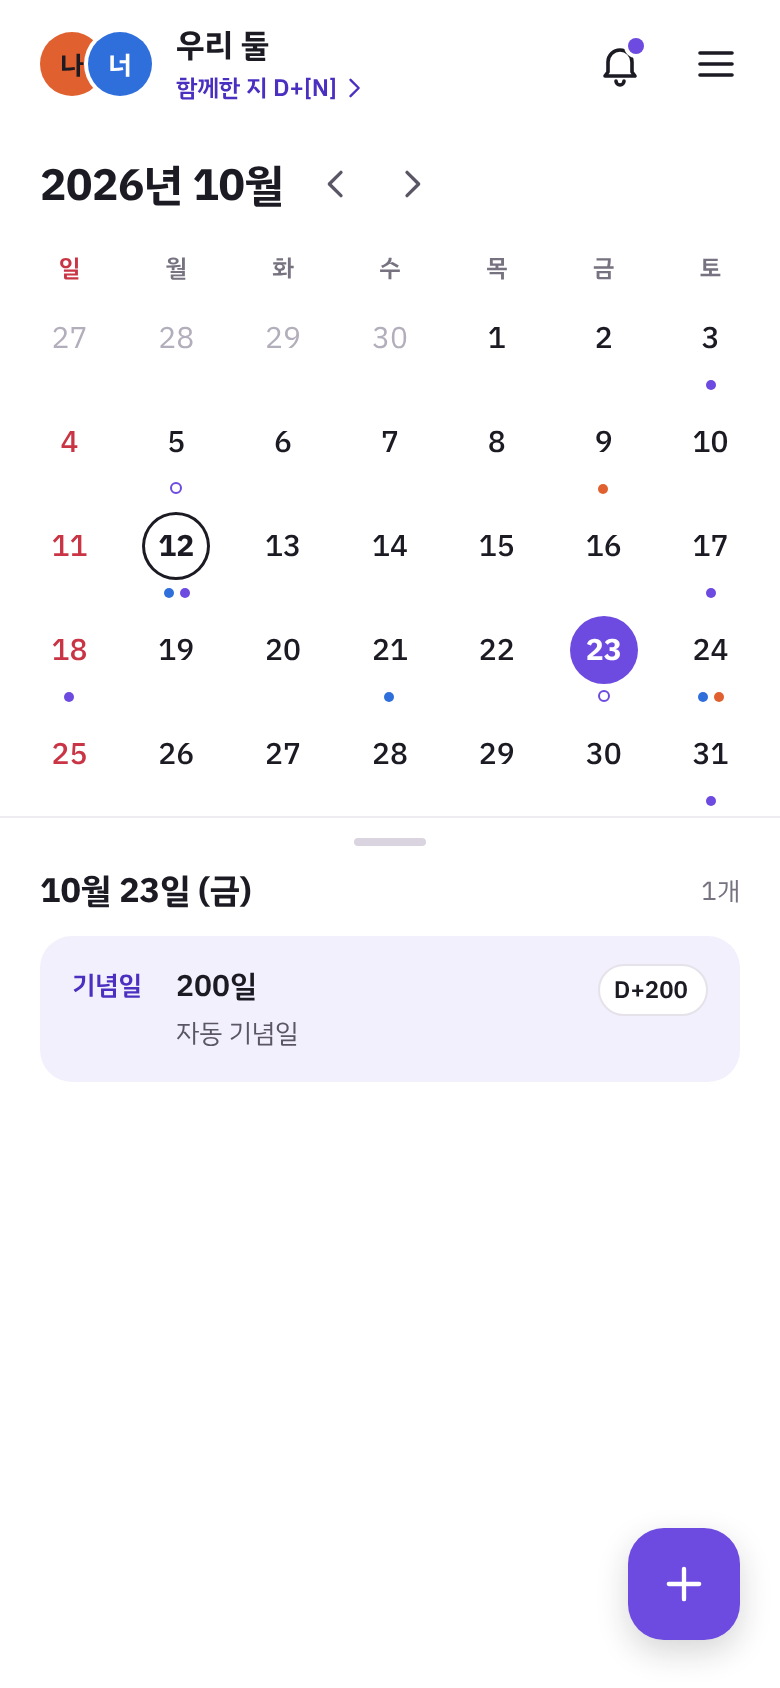 나 너
우리 둘
함께한 지 D+[N]
2026년 10월
일 월 화 수 목 금 토
27 28 29 30 1 2 3
4 5 6 7 8 9 10
11 12 13 14 15 16 17
18 19 20 21 22 23 24
25 26 27 28 29 30 31
10월 23일 (금) 1개
기념일 200일 D+200
자동 기념일